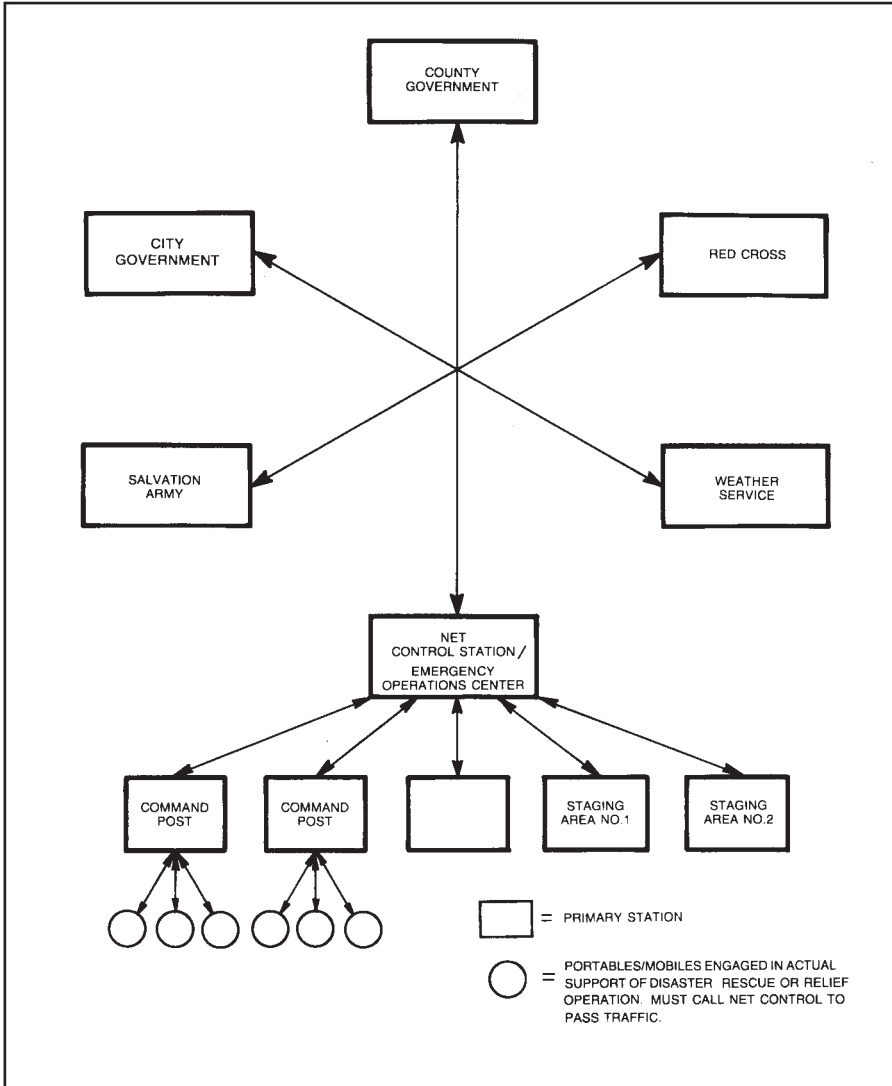 COUNTY
GOVERNMENT
CITY
GOVERNMENT
RED CROSS
SALVATION
ARMY
WEATHER
SERVICE
NET
CONTROL STATION /
EMERGENCY
OPERATIONS CENTER
COMMAND
POST
COMMAND
POST
STAGING
AREA NO.1
STAGING
AREA NO.2
= PRIMARY STATION
= PORTABLES/MOBILES ENGAGED IN ACTUAL
SUPPORT OF DISASTER RESCUE OR RELIEF
OPERATION. MUST CALL NET CONTROL TO
PASS TRAFFIC.